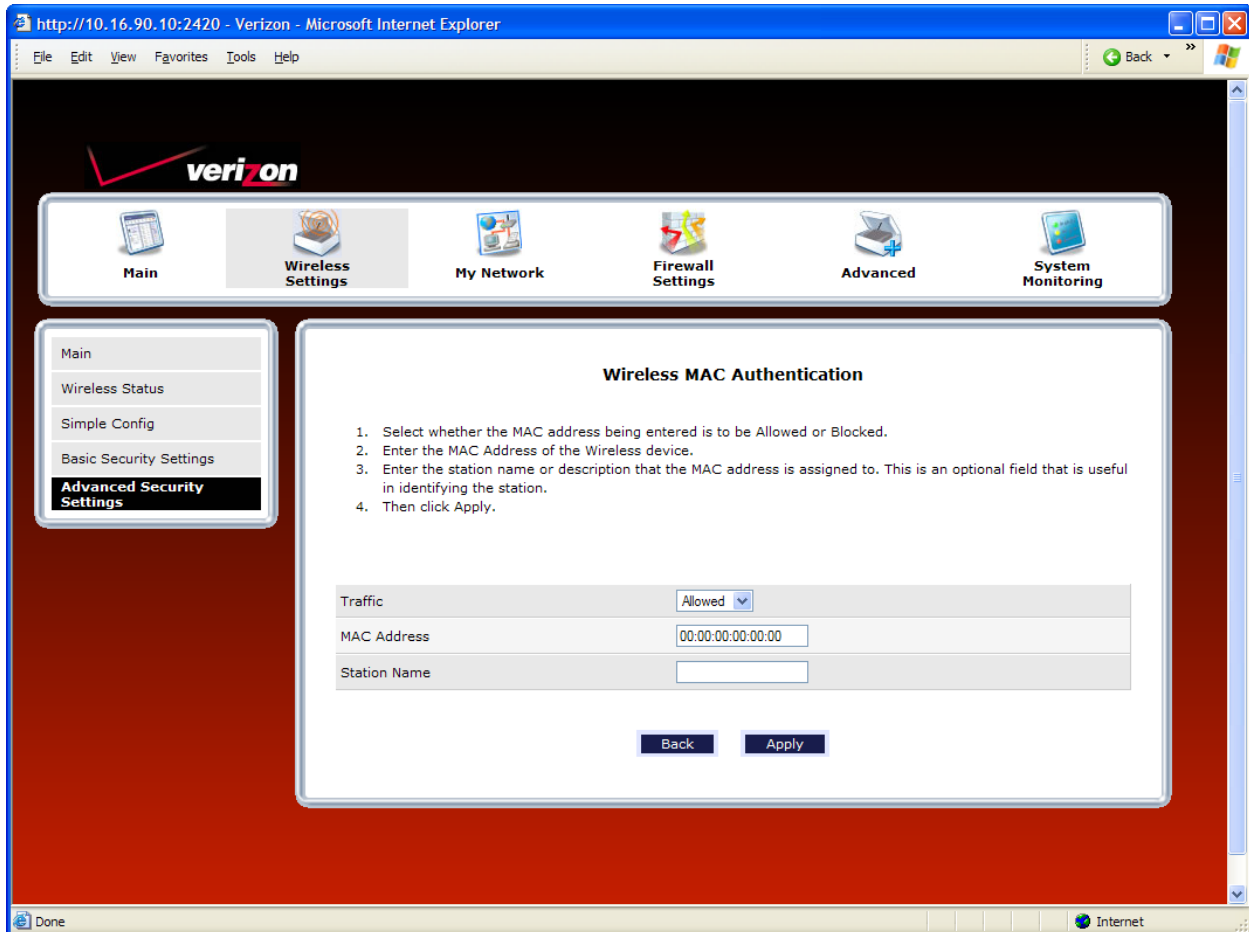 http://10.16.90.10:2420 - Verizon - Microsoft Internet Explorer
File Edit View Favorites Tools Help
Back
verizon
Main
Wireless
Settings
My Network
Firewall
Settings
Advanced
System
Monitoring
Main
Wireless Status
Simple Config
Basic Security Settings
Advanced Security
Settings
Wireless MAC Authentication
1. Select whether the MAC address being entered is to be Allowed or Blocked.
2. Enter the MAC Address of the Wireless device.
3. Enter the station name or description that the MAC address is assigned to. This is an optional field that is useful
in identifying the station.
4. Then click Apply.
Traffic
Allowed
MAC Address
00:00:00:00:00:00
Station Name
Back
Apply
Done
Internet